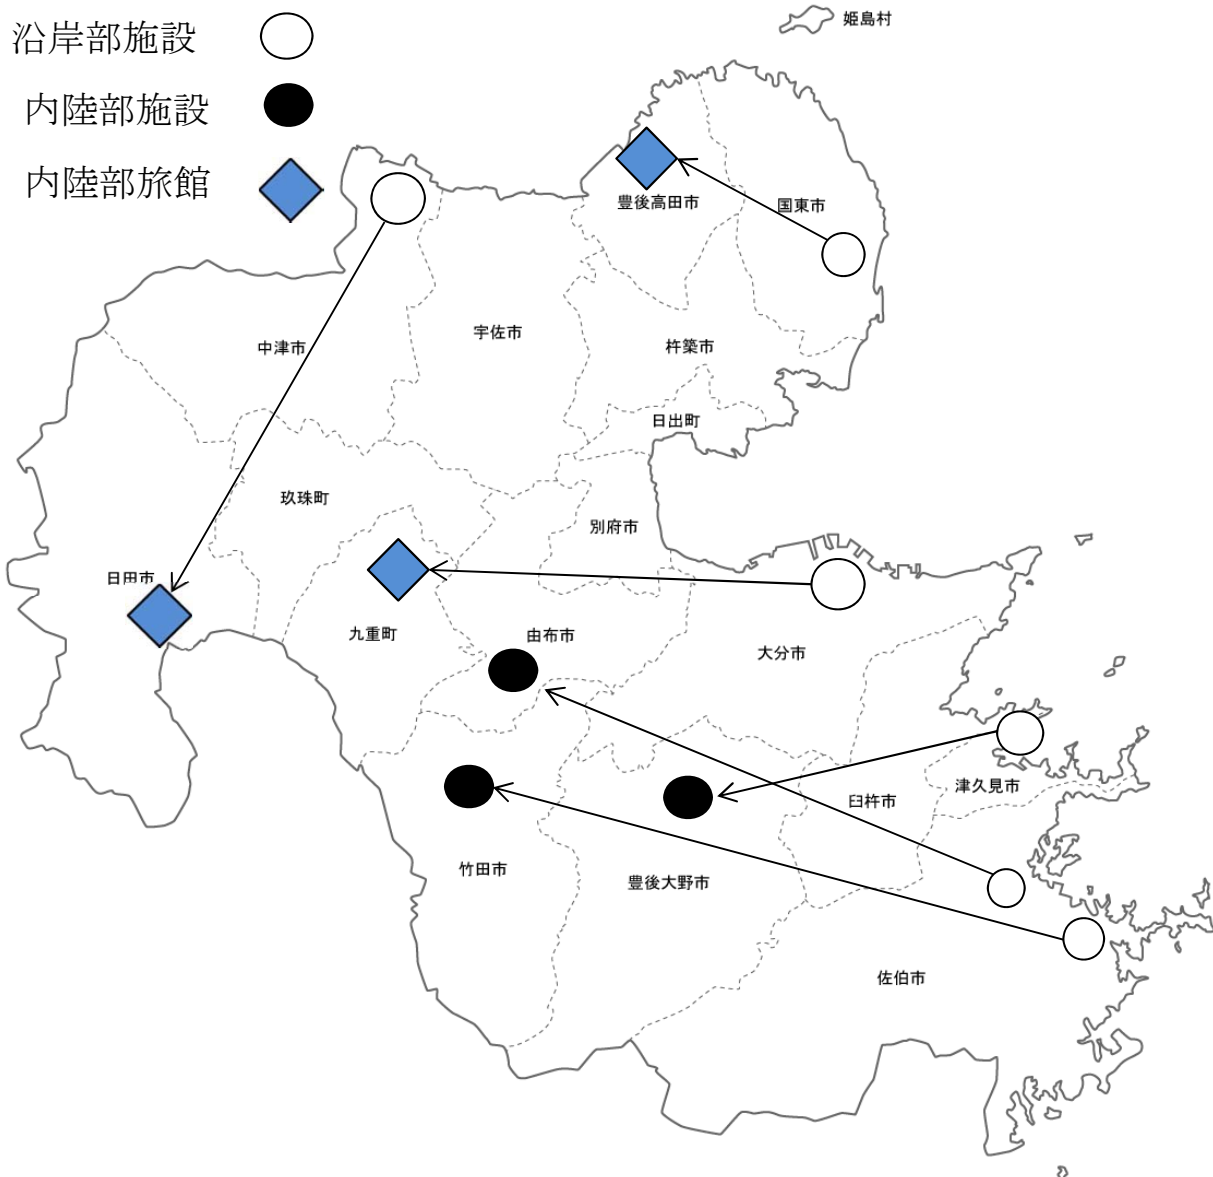 沿岸部施設
内陸部施設
内陸部旅館
姫島村
豊後高田市
国東市
中津市
宇佐市
杵築市
日出町
玖珠町
別府市
日田市
九重町
由布市
大分市
臼杵市
津久見市
竹田市
豊後大野市
佐伯市